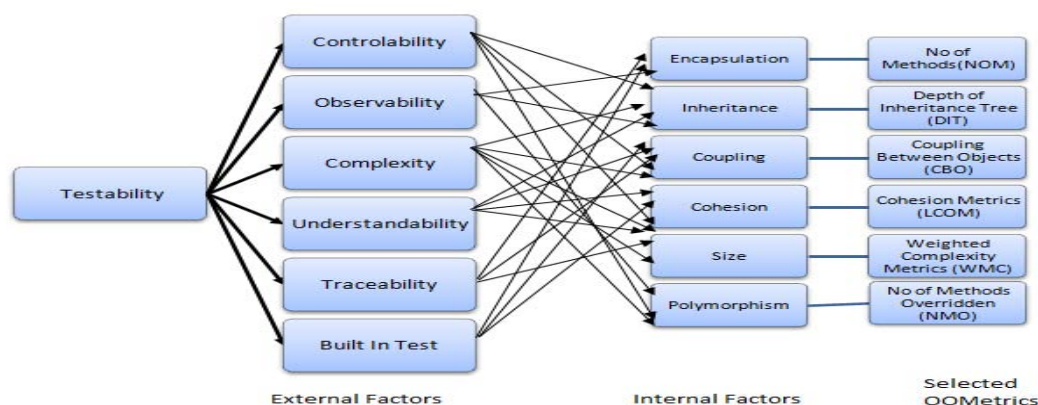 Testability
Controlability
Observability
Complexity
Understandability
Traceability
Built In Test
External Factors
Encapsulation
Inheritance
Coupling
Cohesion
Size
Polymorphism
Internal Factors
No of
Methods(NOM)
Depth of
Inheritance Tree
(DIT)
Coupling
Between Objects
(CBO)
Cohesion Metrics
(LCOM)
Weighted
Complexity
Metrics (WMC)
No of Methods
Overridden
(NMO)
Selected
OOMetrics